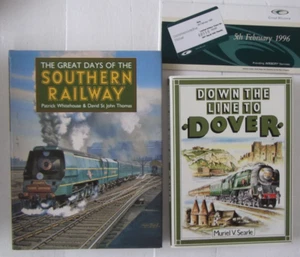 THE GREAT DAYS OF THE
SOUTHERN
RAILWAY
Patrick Whitehouse & David St. John Thomas
5th February 1996
DOWN THE
LINE TO
DOVER
Muriel V. Searle